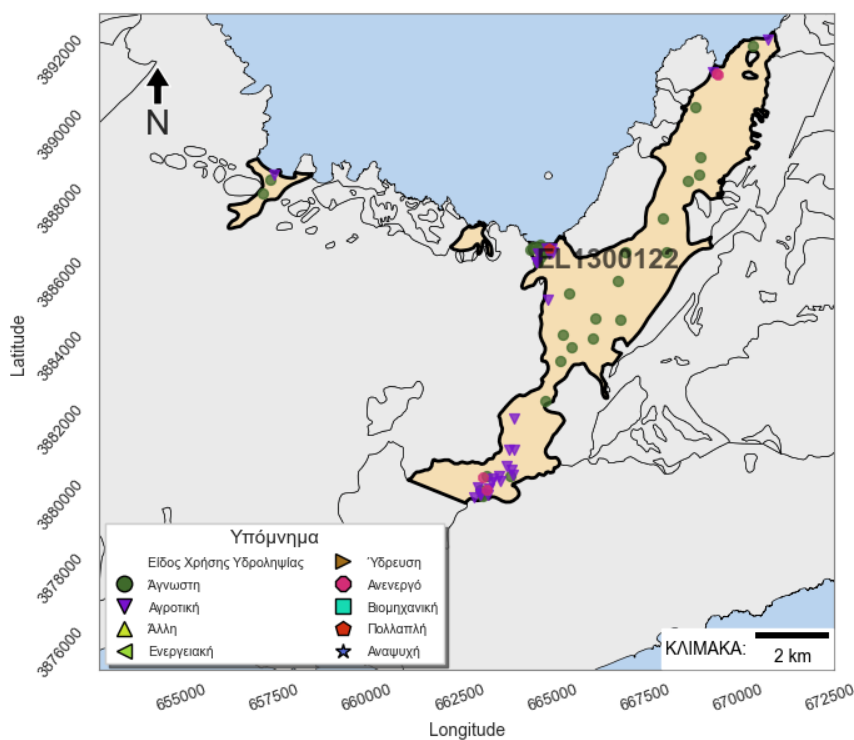 3892000
3890000
3888000
3886000
3884000
3882000
3880000
3878000
3876000
Latitude
N
EL1300122
Υπόμνημα
Είδος Χρήσης Υδροληψίας
Άγνωστη
Αγροτική
Άλλη
Ενεργειακή
Ύδρευση
Ανενεργό
Βιομηχανική
Πολλαπλή
Αναψυχή
ΚΛΙΜΑΚΑ:
2 km
655000 657500 660000 662500 665000 667500 670000 672500
Longitude